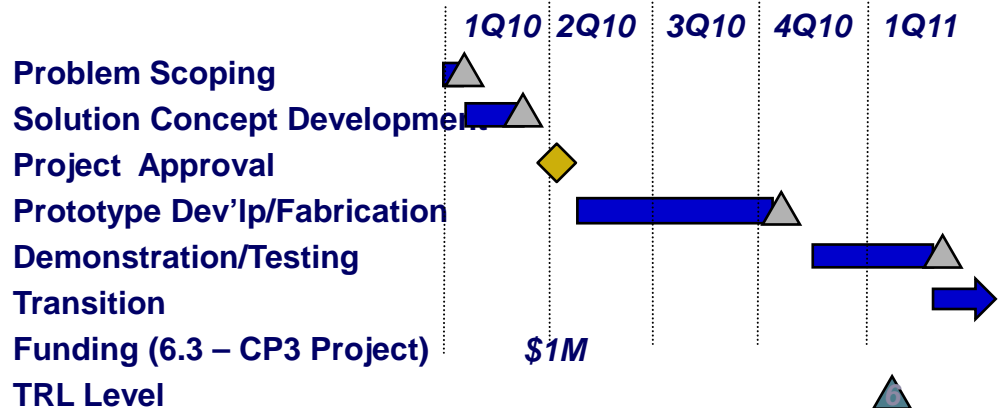 1Q10 2Q10 3Q10 4Q10 1Q11
Problem Scoping
Solution Concept Development
Project Approval
Prototype Dev'lp/Fabrication
Demonstration/Testing
Transition
Funding (6.3 – CP3 Project) $1M
TRL Level 6